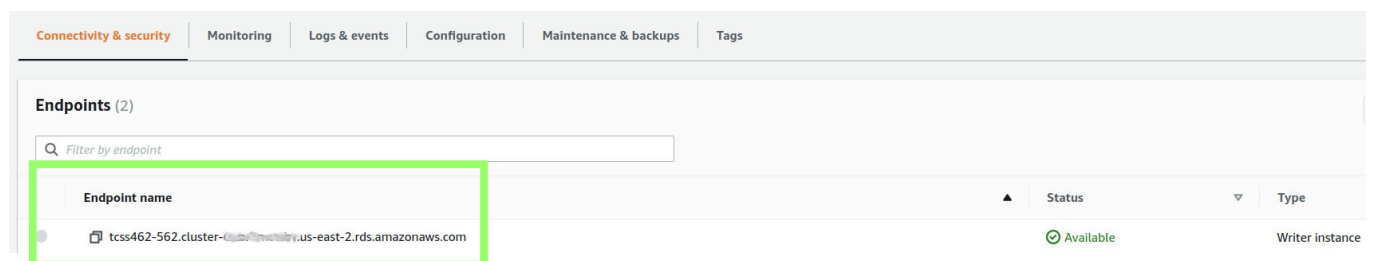 Connectivity & security Monitoring Logs & events Configuration Maintenance & backups Tags
Endpoints (2)
Filter by endpoint
Endpoint name Status Type
tcss462-562.cluster- .us-east-2.rds.amazonaws.com Available Writer instance